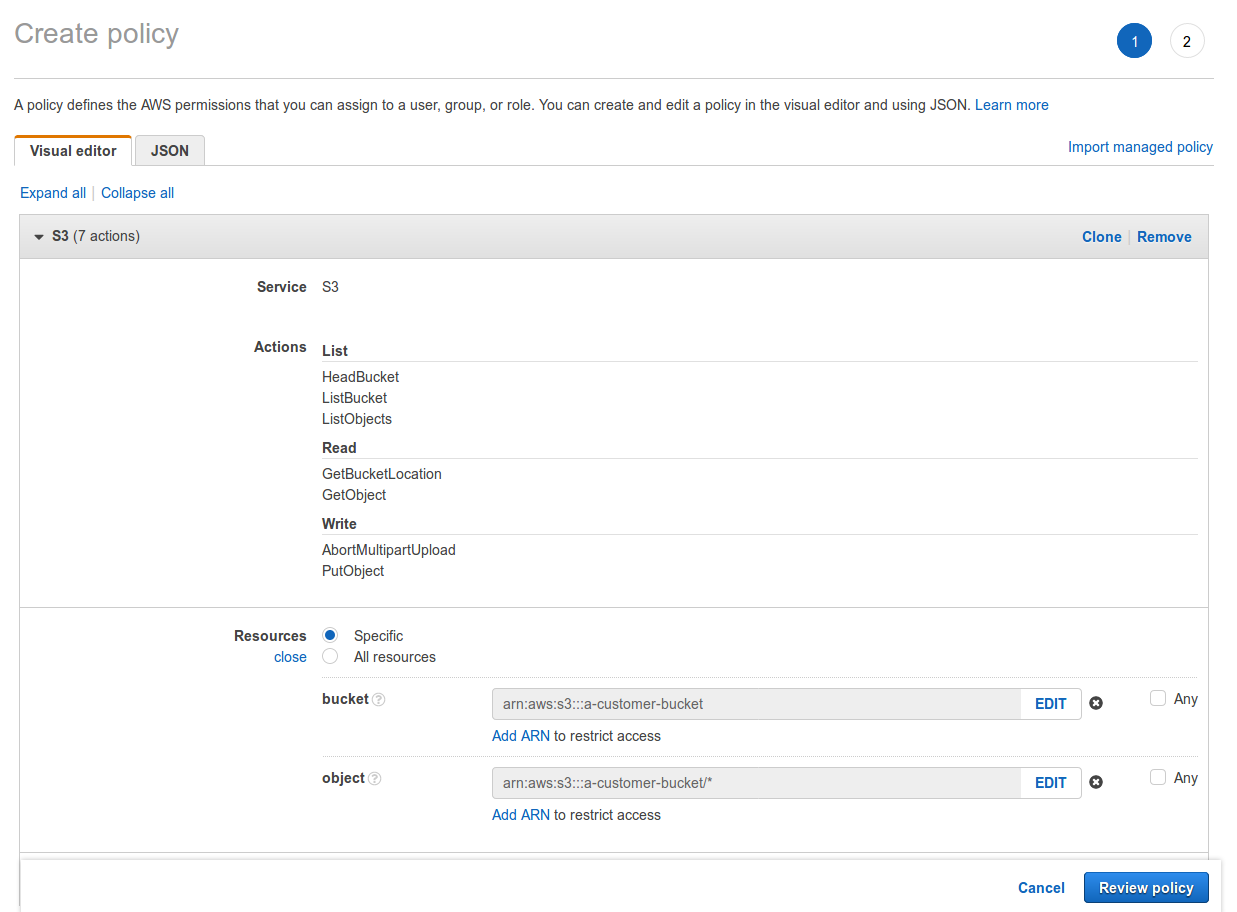 Create policy
1 2
A policy defines the AWS permissions that you can assign to a user, group, or role. You can create and edit a policy in the visual editor and using JSON. Learn more
Visual editor JSON Import managed policy
Expand all | Collapse all
S3 (7 actions) Clone | Remove
Service S3
Actions List
HeadBucket
ListBucket
ListObjects
Read
GetBucketLocation
GetObject
Write
AbortMultipartUpload
PutObject
Resources Specific
close All resources
bucket ? arn:aws:s3:::a-customer-bucket EDIT Any
Add ARN to restrict access
object ? arn:aws:s3:::a-customer-bucket/* EDIT Any
Add ARN to restrict access
Cancel Review policy